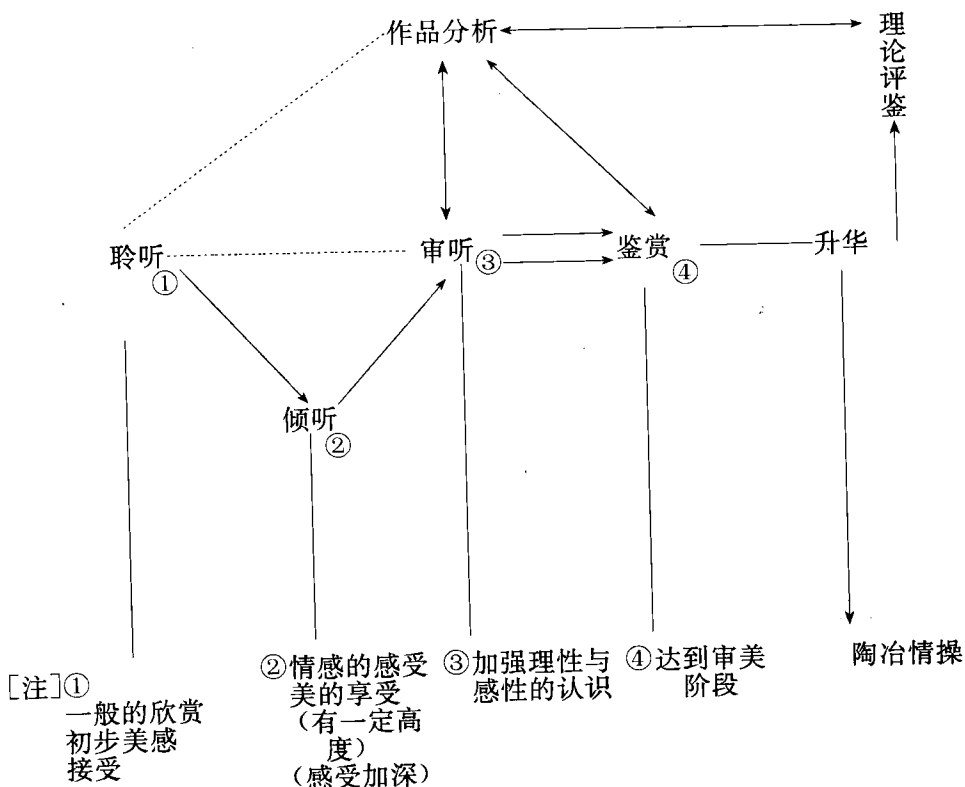 作品分析
理论评鉴
聆听①
审听③
鉴赏④
升华
倾听②
[注]①
一般的欣赏
初步美感
接受
②情感的感受
美的享受
（有一定高
度）
（感受加深）
③加强理性与
感性的认识
④达到审美
阶段
陶冶情操